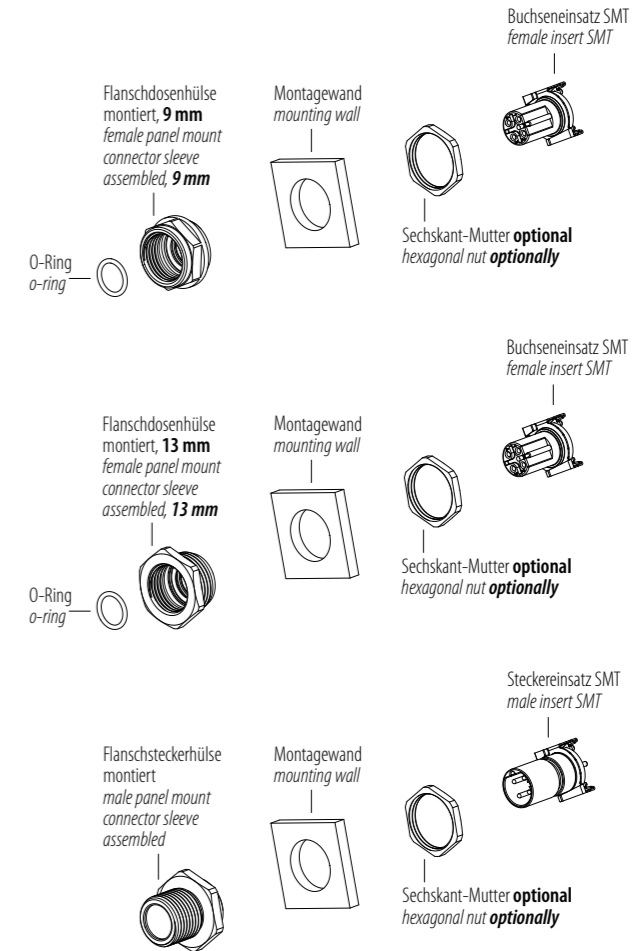 Buchseneinsatz SMT
female insert SMT
Flanschdosenhülse
montiert, 9 mm
female panel mount
connector sleeve
assembled, 9 mm
Montagewand
mounting wall
Sechskant-Mutter optional
hexagonal nut optionally
O-Ring
o-ring
Buchseneinsatz SMT
female insert SMT
Flanschdosenhülse
montiert, 13 mm
female panel mount
connector sleeve
assembled, 13 mm
Montagewand
mounting wall
Sechskant-Mutter optional
hexagonal nut optionally
O-Ring
o-ring
Steckereinsatz SMT
male insert SMT
Flanschsteckerhülse
montiert
male panel mount
connector sleeve
assembled
Montagewand
mounting wall
Sechskant-Mutter optional
hexagonal nut optionally